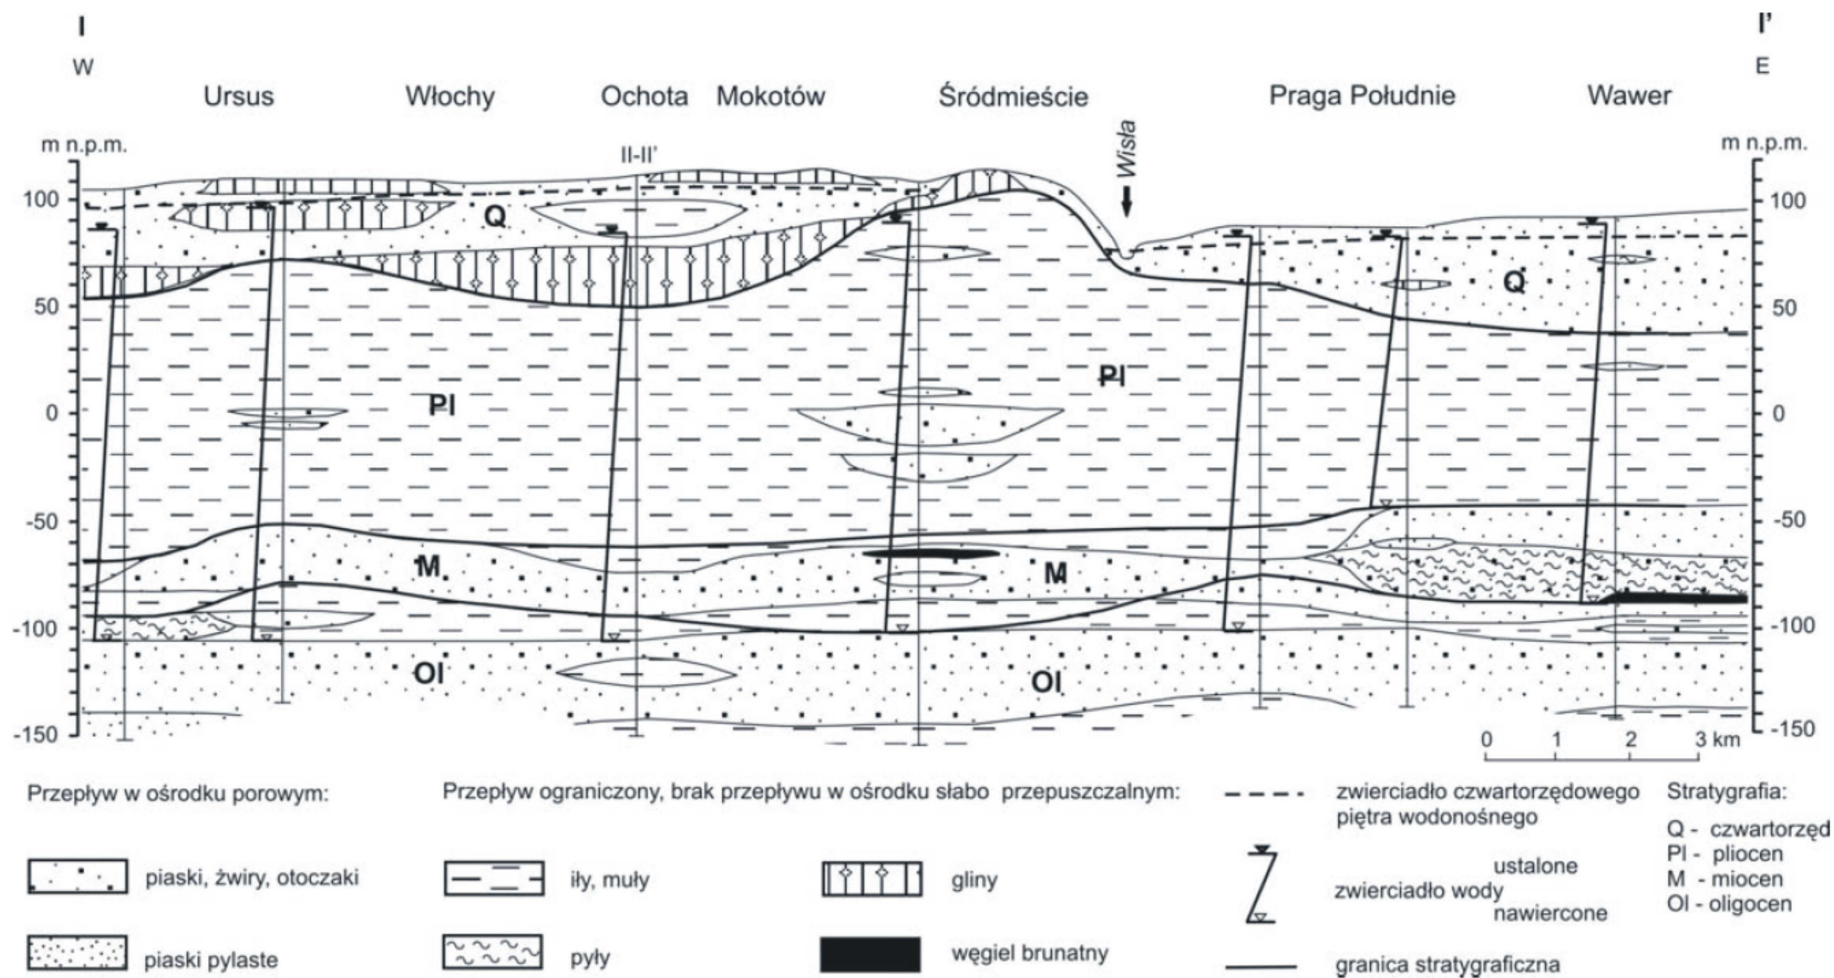 I I'
W E
Ursus Włochy Ochota Mokotów Śródmieście Praga Południe Wawer
Wisła
m n.p.m. II-II' m n.p.m.
100 100
Q
50 Q 50
Pl
0 Pl 0
-50 -50
M M
-100 -100
Ol Ol
-150 -150
0 1 2 3 km
Przepływ w ośrodku porowym:
piaski, żwiry, otoczaki
piaski pylaste
Przepływ ograniczony, brak przepływu w ośrodku słabo przepuszczalnym:
iły, muły
pyły
gliny
węgiel brunatny
zwierciadło czwartorzędowego
piętra wodonośnego
ustalone
zwierciadło wody
nawiercone
granica stratygraficzna
Stratygrafia:
Q - czwartorzęd
Pl - pliocen
M - miocen
Ol - oligocen